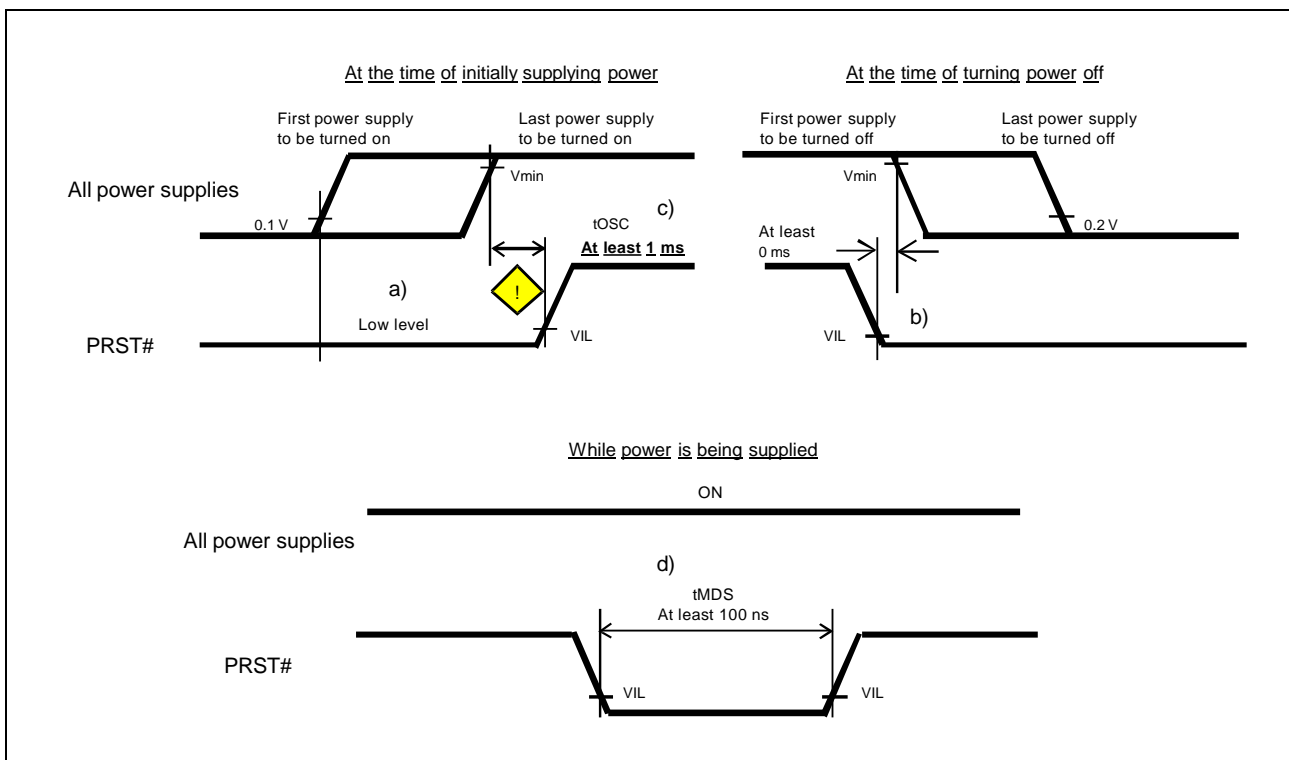 At the time of initially supplying power
At the time of turning power off
First power supply
to be turned on
Last power supply
to be turned on
First power supply
to be turned off
Last power supply
to be turned off
All power supplies
0.1 V
Vmin
c)
tOSC
At least 1 ms
a)
!
Low level
VIL
PRST#
Vmin
0.2 V
At least
0 ms
VIL
b)
While power is being supplied
ON
All power supplies
d)
tMDS
At least 100 ns
PRST#
VIL
VIL